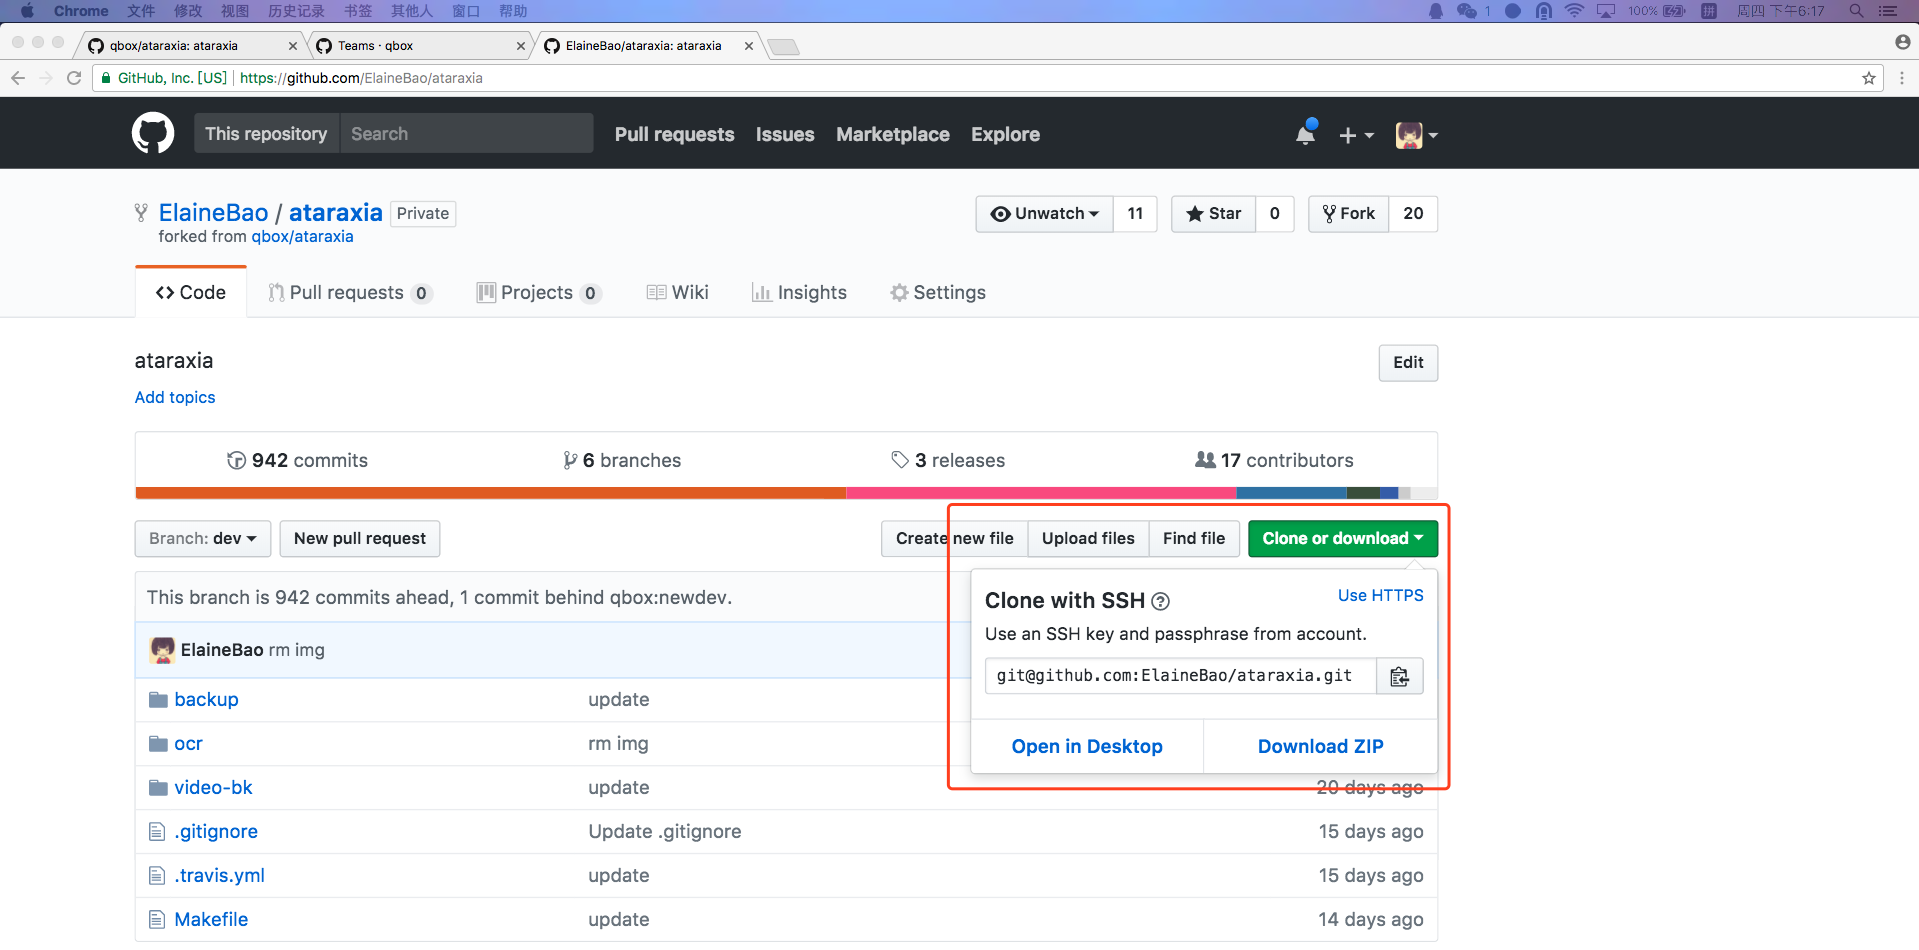 Chrome 文件 修改 视图 历史记录 书签 其他人 窗口 帮助 1 100% 拼 周四 下午6:17
qbox/ataraxia: ataraxia × Teams · qbox × ElaineBao/ataraxia: ataraxia ×
GitHub, Inc. [US] https://github.com/ElaineBao/ataraxia
This repository Search Pull requests Issues Marketplace Explore
ElaineBao / ataraxia Private Unwatch 11 Star 0 Fork 20
forked from qbox/ataraxia
Code Pull requests 0 Projects 0 Wiki Insights Settings
ataraxia Edit
Add topics
942 commits 6 branches 3 releases 17 contributors
Branch: dev New pull request Create new file Upload files Find file Clone or download
This branch is 942 commits ahead, 1 commit behind qbox:newdev.
Clone with SSH Use HTTPS
Use an SSH key and passphrase from account.
git@github.com:ElaineBao/ataraxia.git
Open in Desktop Download ZIP
ElaineBao rm img
backup update
ocr rm img
video-bk update 20 days ago
.gitignore Update .gitignore 15 days ago
.travis.yml update 15 days ago
Makefile update 14 days ago